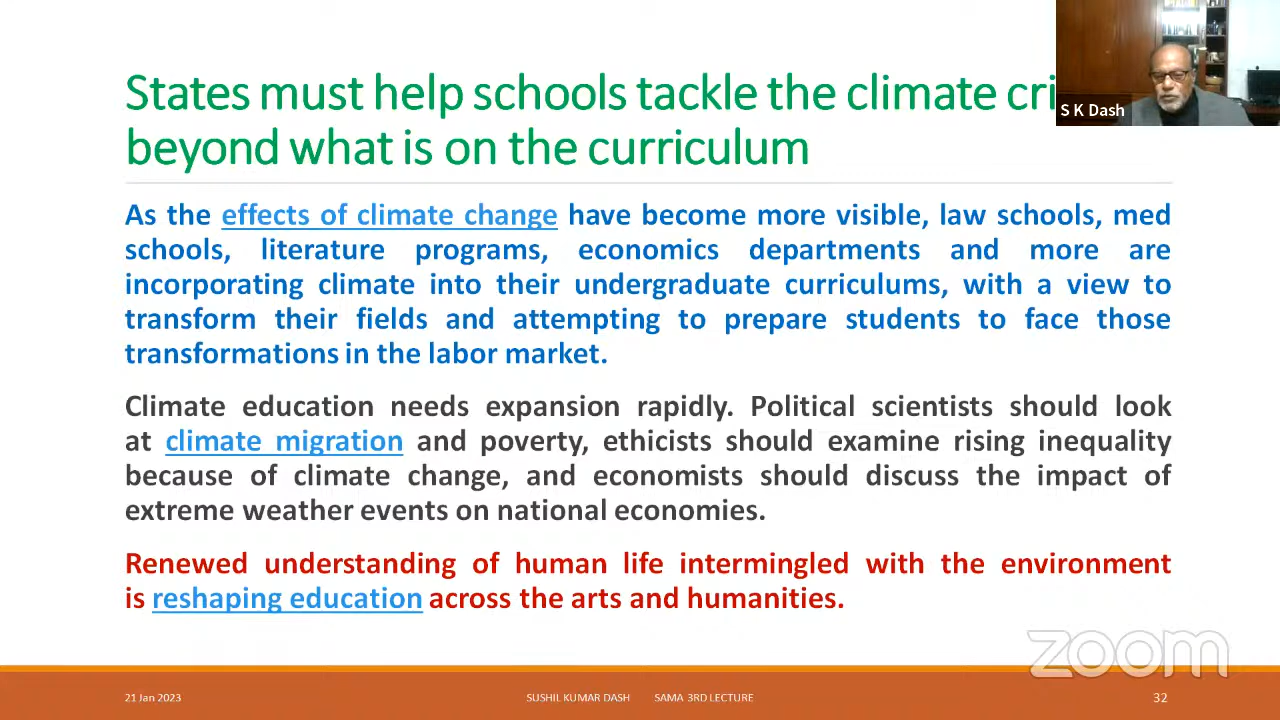 States must help schools tackle the climate cri
beyond what is on the curriculum
S K Dash
As the effects of climate change have become more visible, law schools, med
schools, literature programs, economics departments and more are
incorporating climate into their undergraduate curriculums, with a view to
transform their fields and attempting to prepare students to face those
transformations in the labor market.
Climate education needs expansion rapidly. Political scientists should look
at climate migration and poverty, ethicists should examine rising inequality
because of climate change, and economists should discuss the impact of
extreme weather events on national economies.
Renewed understanding of human life intermingled with the environment
is reshaping education across the arts and humanities.
zoom
21 Jan 2023 SUSHIL KUMAR DASH SAMA 3RD LECTURE 32